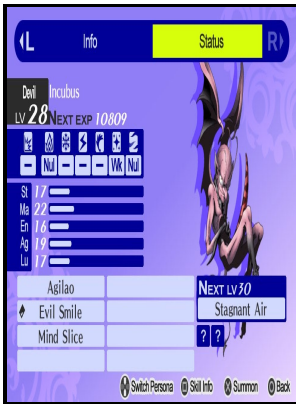 L Info Status R
Devil Incubus
LV 28 NEXT EXP 10809
– Nul – – – Wk Nul
St 17
Ma 22
En 16
Ag 19
Lu 17
Agilao
Evil Smile
Mind Slice
NEXT LV 30
Stagnant Air
? ?
Switch Persona Skill Info Summon Back